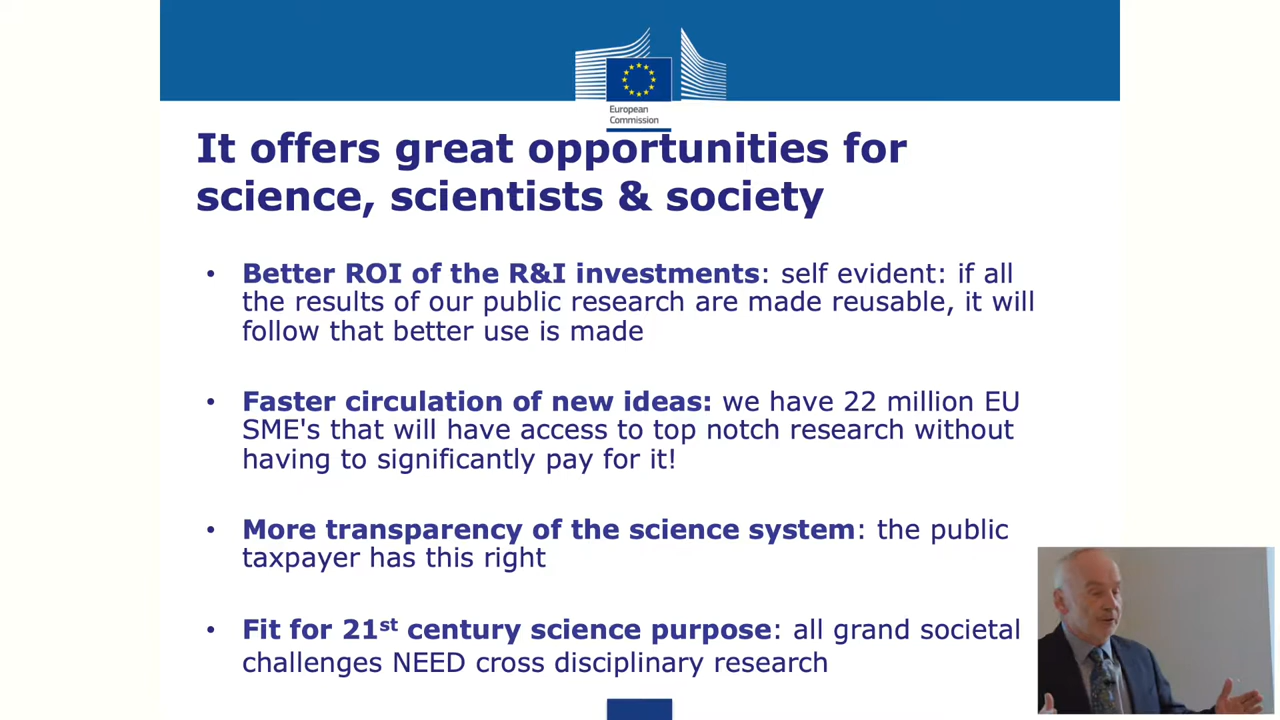 European
Commission
It offers great opportunities for
science, scientists & society
• Better ROI of the R&I investments: self evident: if all
the results of our public research are made reusable, it will
follow that better use is made
• Faster circulation of new ideas: we have 22 million EU
SME's that will have access to top notch research without
having to significantly pay for it!
• More transparency of the science system: the public
taxpayer has this right
• Fit for 21st century science purpose: all grand societal
challenges NEED cross disciplinary research